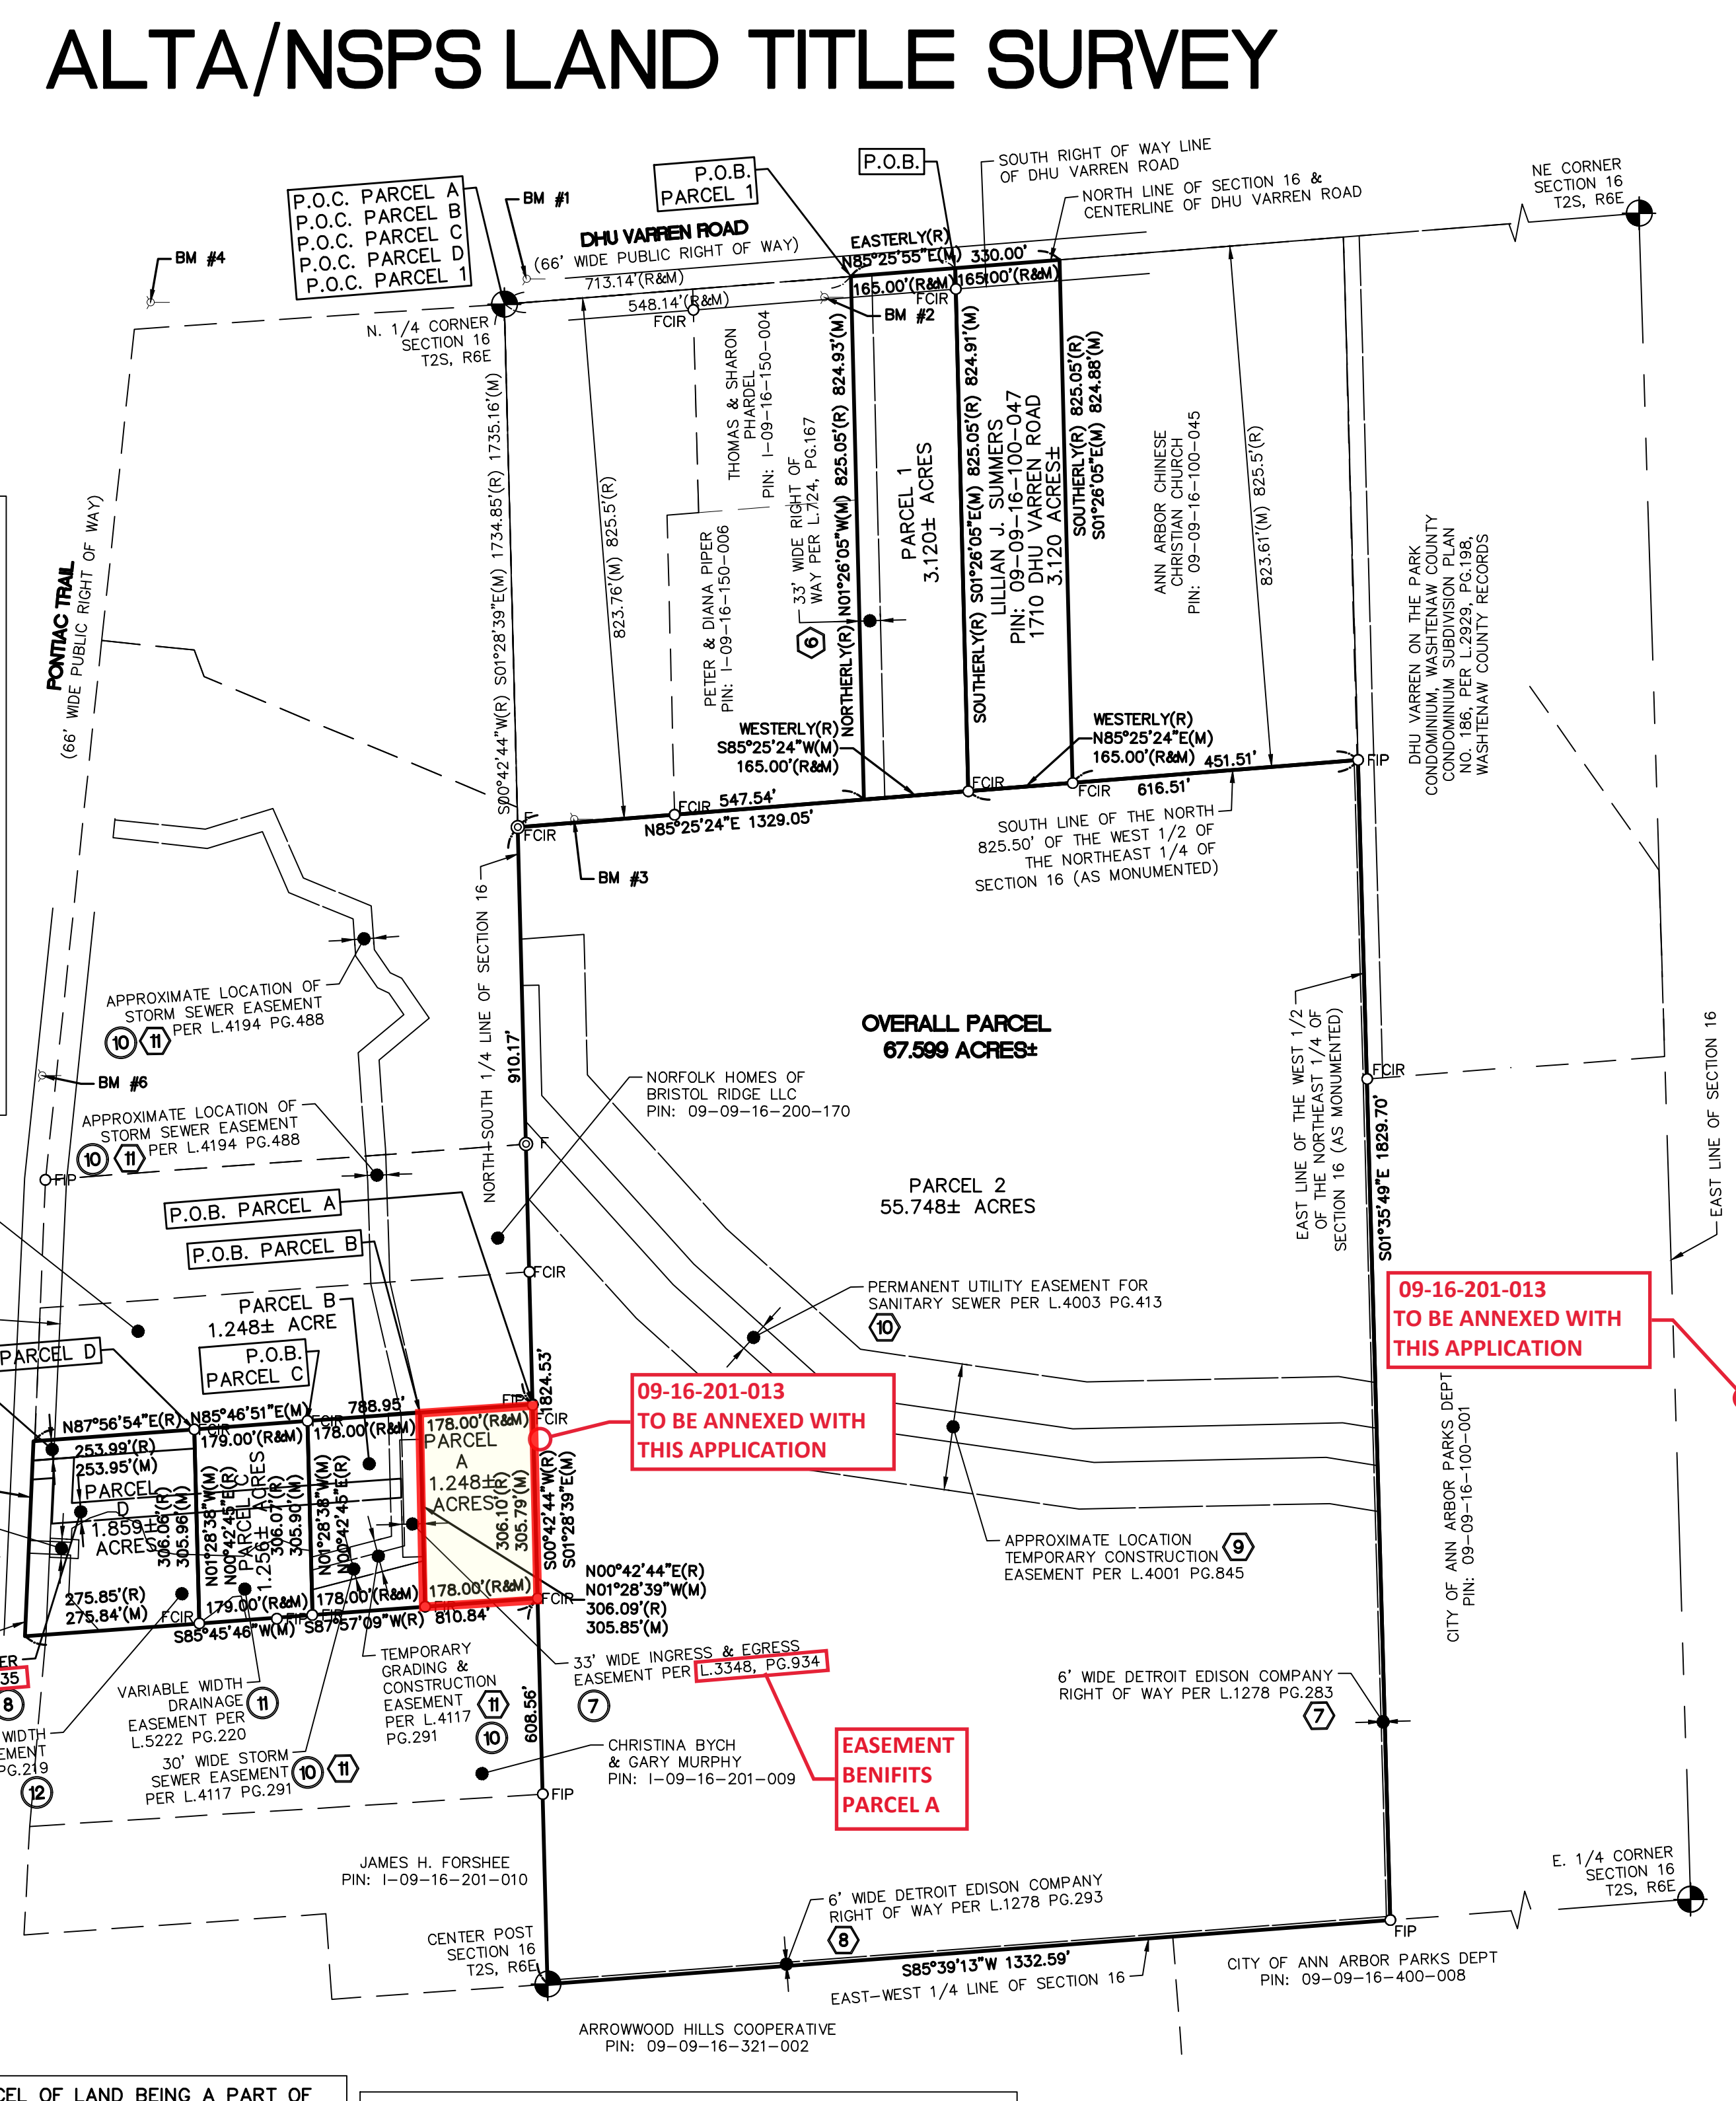 ALTA/NSPS LAND TITLE SURVEY
P.O.C. PARCEL A
P.O.C. PARCEL B
P.O.C. PARCEL C
P.O.C. PARCEL D
P.O.C. PARCEL 1
BM #1
BM #4
P.O.B.
PARCEL 1
P.O.B.
SOUTH RIGHT OF WAY LINE
OF DHU VARREN ROAD
NORTH LINE OF SECTION 16 &
CENTERLINE OF DHU VARREN ROAD
NE CORNER
SECTION 16
T2S, R6E
DHU VARREN ROAD
(66' WIDE PUBLIC RIGHT OF WAY)
EASTERLY(R)
N85°25'55"E(M) 330.00'
713.14'(R&M)
548.14'(R&M)
165.00'(R&M)
165.00'(R&M)
FCIR
FCIR
BM #2
N. 1/4 CORNER
SECTION 16
T2S, R6E
PONTIAC TRAIL
(66' WIDE PUBLIC RIGHT OF WAY)
S00°42'44"W(R) S01°28'39"E(M) 1734.85'(R) 1735.16'(M)
823.76'(M) 825.5'(R)
THOMAS & SHARON
PHARDEL
PIN: I-09-16-150-004
PETER & DIANA PIPER
PIN: I-09-16-150-006
33' WIDE RIGHT OF
WAY PER L.7124, PG.167
6
NORTHERLY(R) N01°26'05"W(M) 825.05'(R) 824.93'(M)
PARCEL 1
3.120± ACRES
SOUTHERLY(R) S01°26'05"E(M) 825.05'(R) 824.91'(M)
LILLIAN J. SUMMERS
PIN: 09-09-16-100-047
1710 DHU VARREN ROAD
3.120 ACRES±
SOUTHERLY(R) 825.05'(R)
S01°26'05"E(M) 824.88'(M)
ANN ARBOR CHINESE
CHRISTIAN CHURCH
PIN: 09-09-16-100-045
823.61'(M) 825.5'(R)
DHU VARREN ON THE PARK
CONDOMINIUM, WASHTENAW COUNTY
CONDOMINIUM SUBDIVISION PLAN
NO. 186, PER L.2929, PG.198,
WASHTENAW COUNTY RECORDS
WESTERLY(R)
S85°25'24"W(M)
165.00'(R&M)
WESTERLY(R)
N85°25'24"E(M)
165.00'(R&M)
451.51'
FIP
F
FCIR
FCIR
547.54'
FCIR
FCIR
616.51'
N85°25'24"E 1329.05'
BM #3
SOUTH LINE OF THE NORTH
825.50' OF THE WEST 1/2 OF
THE NORTHEAST 1/4 OF
SECTION 16 (AS MONUMENTED)
NORTH-SOUTH 1/4 LINE OF SECTION 16
APPROXIMATE LOCATION OF
STORM SEWER EASEMENT
PER L.4194 PG.488
10
11
BM #6
APPROXIMATE LOCATION OF
STORM SEWER EASEMENT
PER L.4194 PG.488
10
11
FIP
910.17'
OVERALL PARCEL
67.599 ACRES±
NORFOLK HOMES OF
BRISTOL RIDGE LLC
PIN: 09-09-16-200-170
F
EAST LINE OF THE WEST 1/2
OF THE NORTHEAST 1/4 OF
SECTION 16 (AS MONUMENTED)
FCIR
S01°35'49"E 1829.70'
EAST LINE OF SECTION 16
PARCEL 2
55.748± ACRES
P.O.B. PARCEL A
P.O.B. PARCEL B
FCIR
PARCEL B
1.248± ACRE
P.O.B.
PARCEL C
PARCEL D
PERMANENT UTILITY EASEMENT FOR
SANITARY SEWER PER L.4003 PG.413
10
09-16-201-013
TO BE ANNEXED WITH
THIS APPLICATION
09-16-201-013
TO BE ANNEXED WITH
THIS APPLICATION
1824.53'
FIP
FCIR
N87°56'54"E(R)
N85°46'51"E(M)
788.95'
FCIR
FCIR
253.99'(R)
253.95'(M)
179.00'(R&M)
178.00'(R&M)
178.00'(R&M)
PARCEL
D
1.859±
ACRES
306.06'(R)
305.96'(M)
N01°28'38"W(M)
N00°42'45"E(R)
PARCEL C
1.256± ACRES
306.07'(R)
305.90'(M)
N01°28'38"W(M)
N00°42'45"E(R)
PARCEL
A
1.248±
ACRES
306.10'(R)
305.79'(M)
S00°42'44"W(R)
S01°28'39"E(M)
275.85'(R)
275.84'(M)
FCIR
179.00'(R&M)
178.00'(R&M)
178.00'(R&M)
FIP
FCIR
S85°45'46"W(M)
S87°57'09"W(R)
810.84'
N00°42'44"E(R)
N01°28'39"W(M)
306.09'(R)
305.85'(M)
APPROXIMATE LOCATION
TEMPORARY CONSTRUCTION
EASEMENT PER L.4001 PG.845
9
CITY OF ANN ARBOR PARKS DEPT
PIN: 09-09-16-100-001
ER
35
8
WIDTH
EMENT
PG.219
12
VARIABLE WIDTH
DRAINAGE
EASEMENT PER
L.5222 PG.220
11
30' WIDE STORM
SEWER EASEMENT
PER L.4117 PG.291
10
11
TEMPORARY
GRADING &
CONSTRUCTION
EASEMENT
PER L.4117
PG.291
11
10
33' WIDE INGRESS & EGRESS
EASEMENT PER L.3348, PG.934
7
608.56'
EASEMENT
BENIFITS
PARCEL A
CHRISTINA BYCH
& GARY MURPHY
PIN: I-09-16-201-009
FIP
6' WIDE DETROIT EDISON COMPANY
RIGHT OF WAY PER L.1278 PG.283
7
JAMES H. FORSHEE
PIN: I-09-16-201-010
CENTER POST
SECTION 16
T2S, R6E
6' WIDE DETROIT EDISON COMPANY
RIGHT OF WAY PER L.1278 PG.293
8
S85°39'13"W 1332.59'
EAST-WEST 1/4 LINE OF SECTION 16
E. 1/4 CORNER
SECTION 16
T2S, R6E
FIP
CITY OF ANN ARBOR PARKS DEPT
PIN: 09-09-16-400-008
ARROWWOOD HILLS COOPERATIVE
PIN: 09-09-16-321-002
CEL OF LAND BEING A PART OF